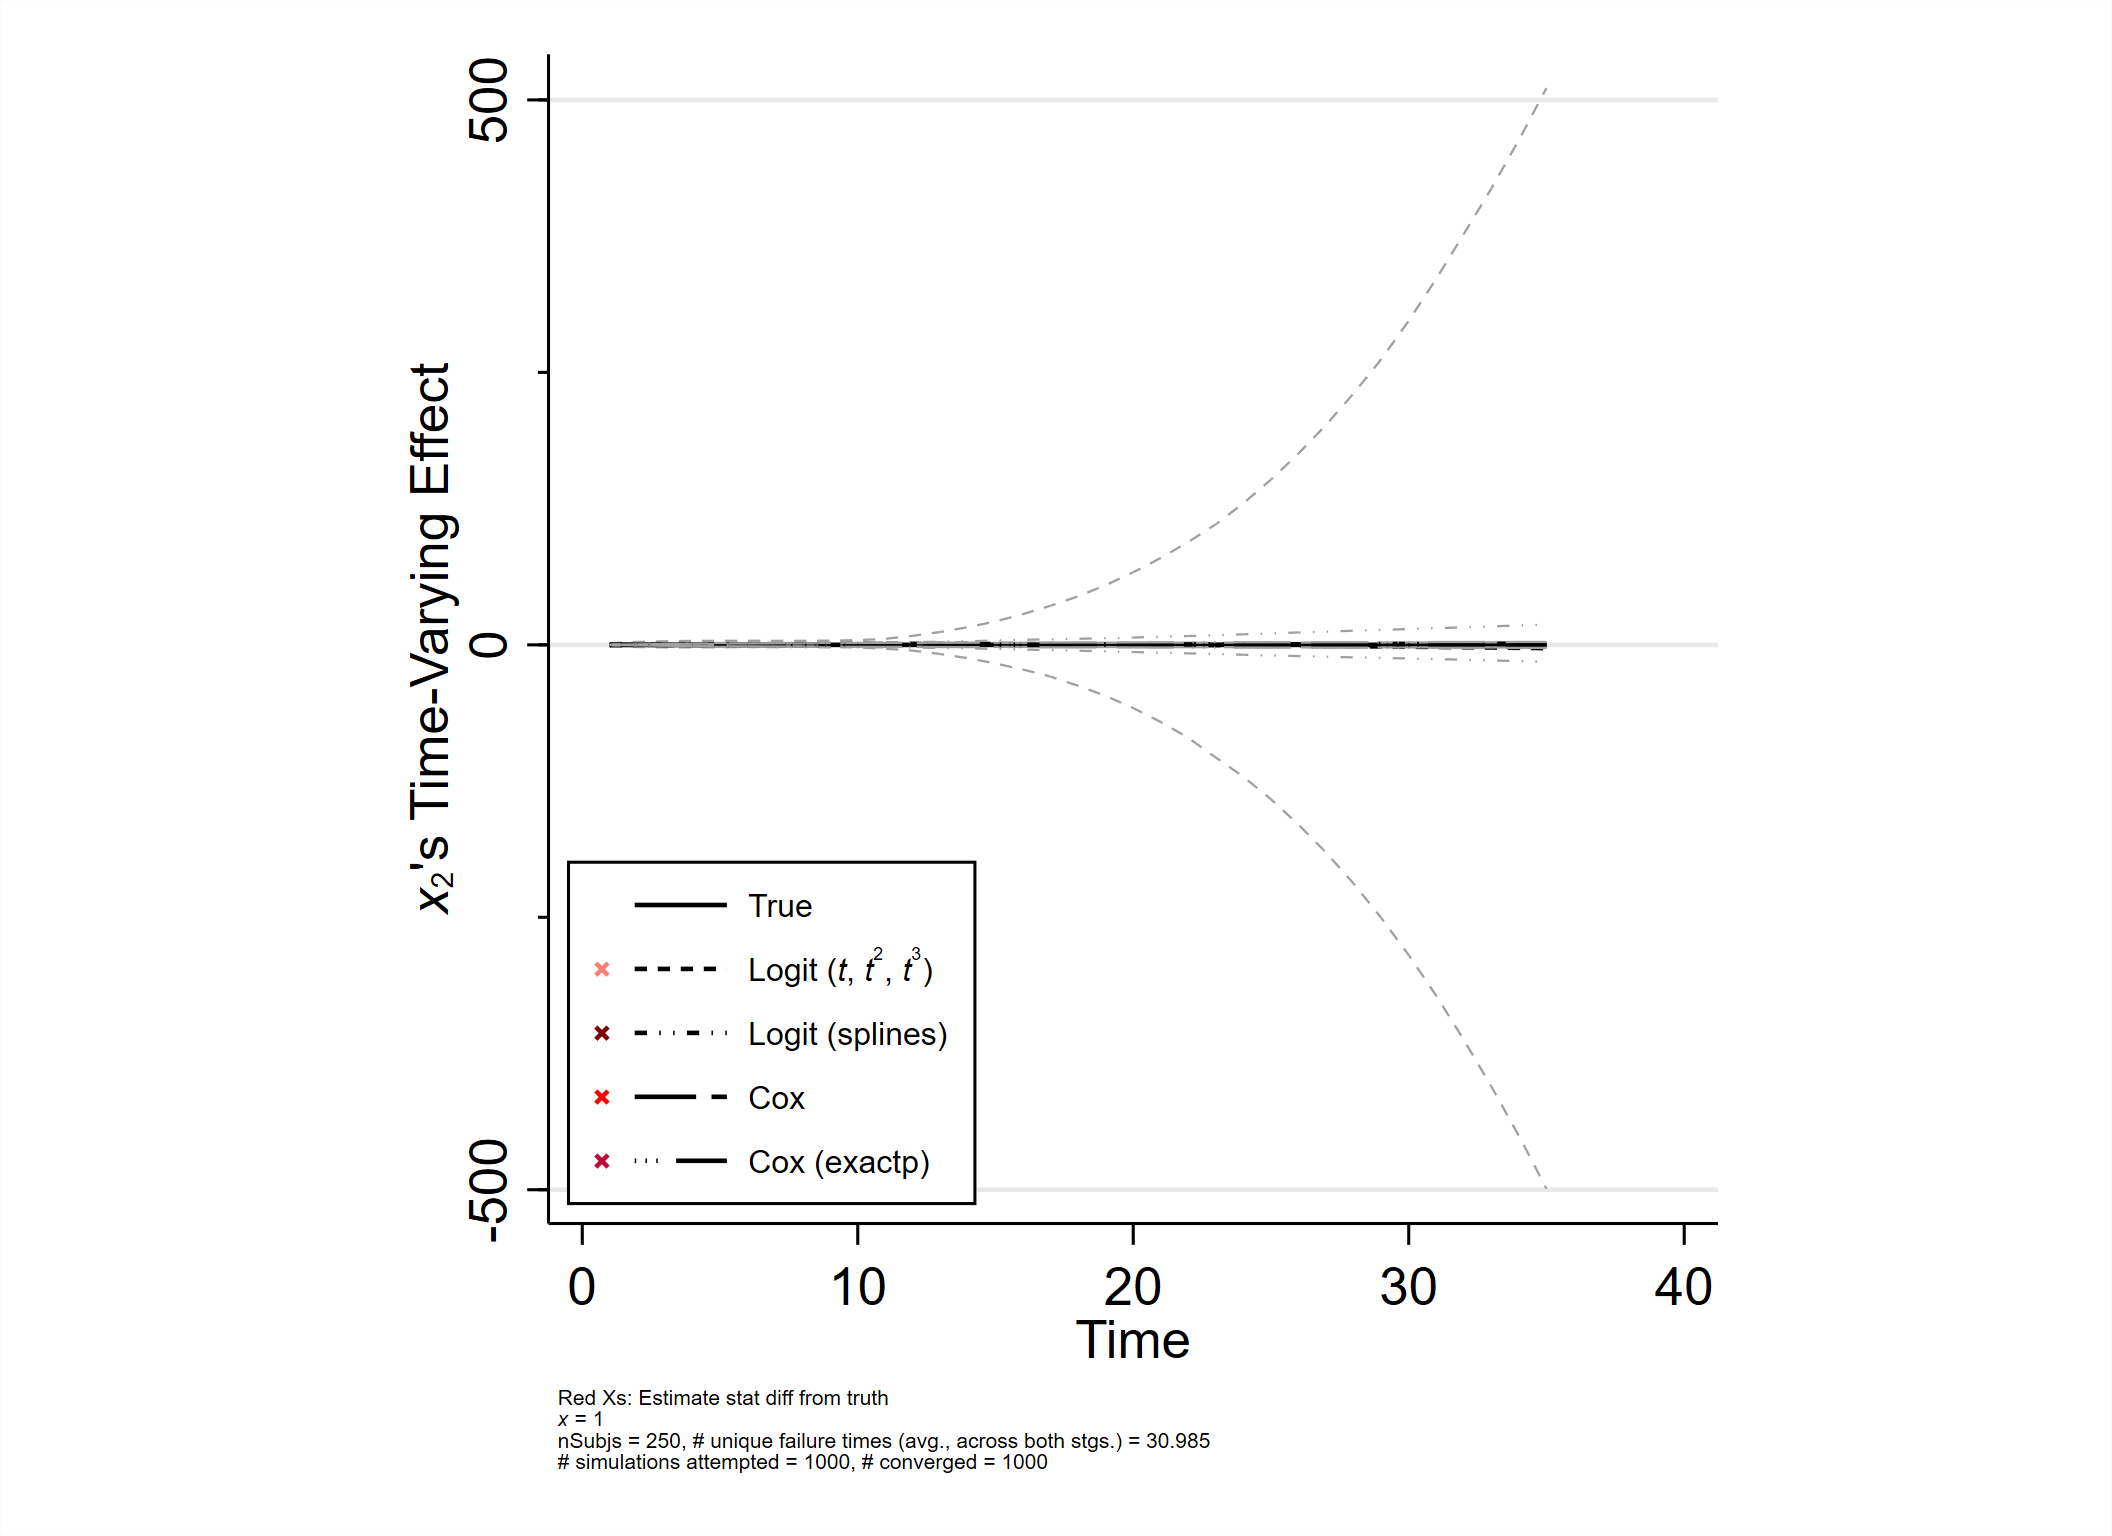 500
0
-500
x₂'s Time-Varying Effect
True
Logit (t, t², t³)
Logit (splines)
Cox
Cox (exactp)
0 10 20 30 40
Time
Red Xs: Estimate stat diff from truth
x = 1
nSubjs = 250, # unique failure times (avg., across both stgs.) = 30.985
# simulations attempted = 1000, # converged = 1000